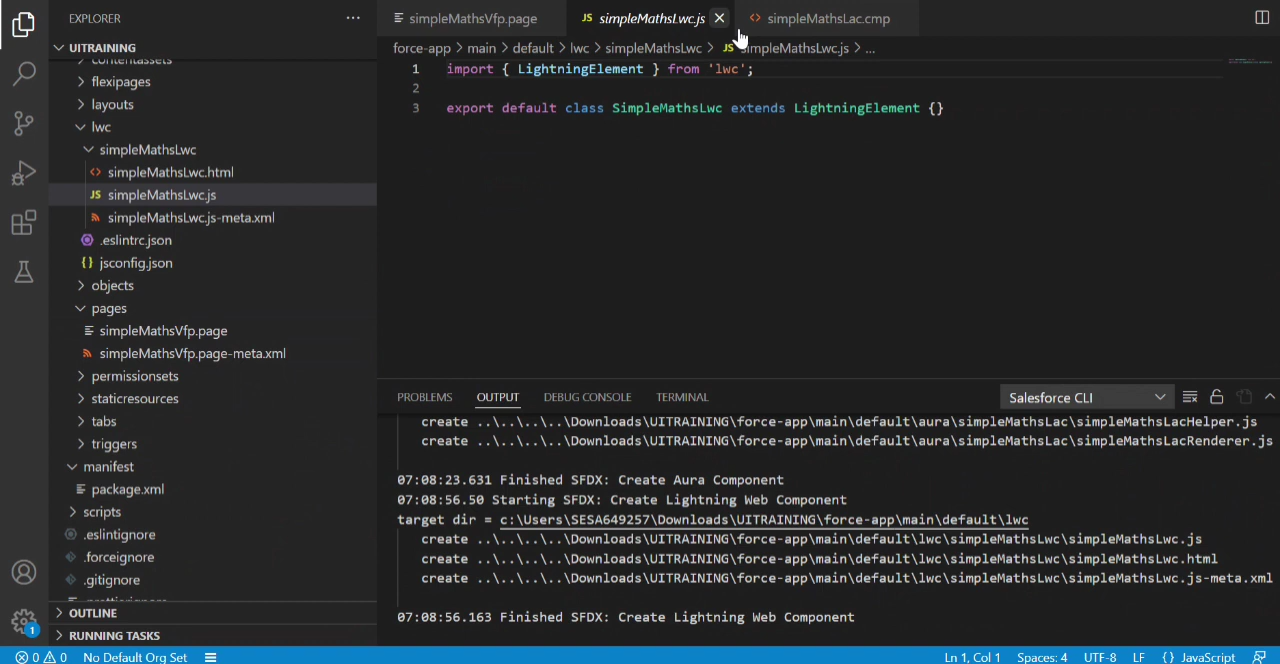 EXPLORER
UITRAINING
contentassets
flexipages
layouts
lwc
simpleMathsLwc
simpleMathsLwc.html
JS simpleMathsLwc.js
simpleMathsLwc.js-meta.xml
.eslintrc.json
{} jsconfig.json
objects
pages
simpleMathsVfp.page
simpleMathsVfp.page-meta.xml
permissionsets
staticresources
tabs
triggers
manifest
package.xml
scripts
.eslintignore
.forceignore
.gitignore
.prettierignore
OUTLINE
RUNNING TASKS
simpleMathsVfp.page JS simpleMathsLwc.js simpleMathsLac.cmp
force-app > main > default > lwc > simpleMathsLwc > JS simpleMathsLwc.js > ...
1 import { LightningElement } from 'lwc';
2
3 export default class SimpleMathsLwc extends LightningElement {}
PROBLEMS OUTPUT DEBUG CONSOLE TERMINAL Salesforce CLI
create ..\..\..\..\Downloads\UITRAINING\force-app\main\default\aura\simpleMathsLac\simpleMathsLacHelper.js
create ..\..\..\..\Downloads\UITRAINING\force-app\main\default\aura\simpleMathsLac\simpleMathsLacRenderer.js
07:08:23.631 Finished SFDX: Create Aura Component
07:08:56.50 Starting SFDX: Create Lightning Web Component
target dir = c:\Users\SESA649257\Downloads\UITRAINING\force-app\main\default\lwc
create ..\..\..\..\Downloads\UITRAINING\force-app\main\default\lwc\simpleMathsLwc\simpleMathsLwc.js
create ..\..\..\..\Downloads\UITRAINING\force-app\main\default\lwc\simpleMathsLwc\simpleMathsLwc.html
create ..\..\..\..\Downloads\UITRAINING\force-app\main\default\lwc\simpleMathsLwc\simpleMathsLwc.js-meta.xml
07:08:56.163 Finished SFDX: Create Lightning Web Component
1
0 0 No Default Org Set Ln 1, Col 1 Spaces: 4 UTF-8 LF {} JavaScript